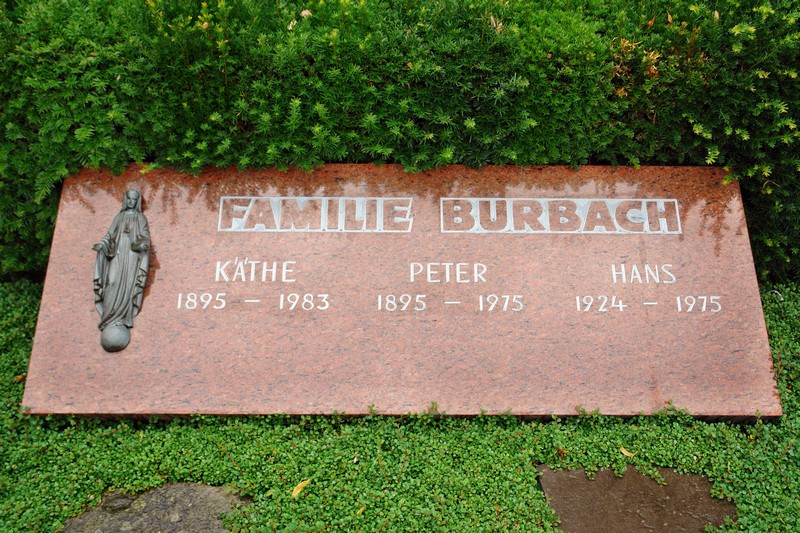 FAMILIE BURBACH
KÄTHE PETER HANS
1895 – 1983 1895 – 1975 1924 – 1975